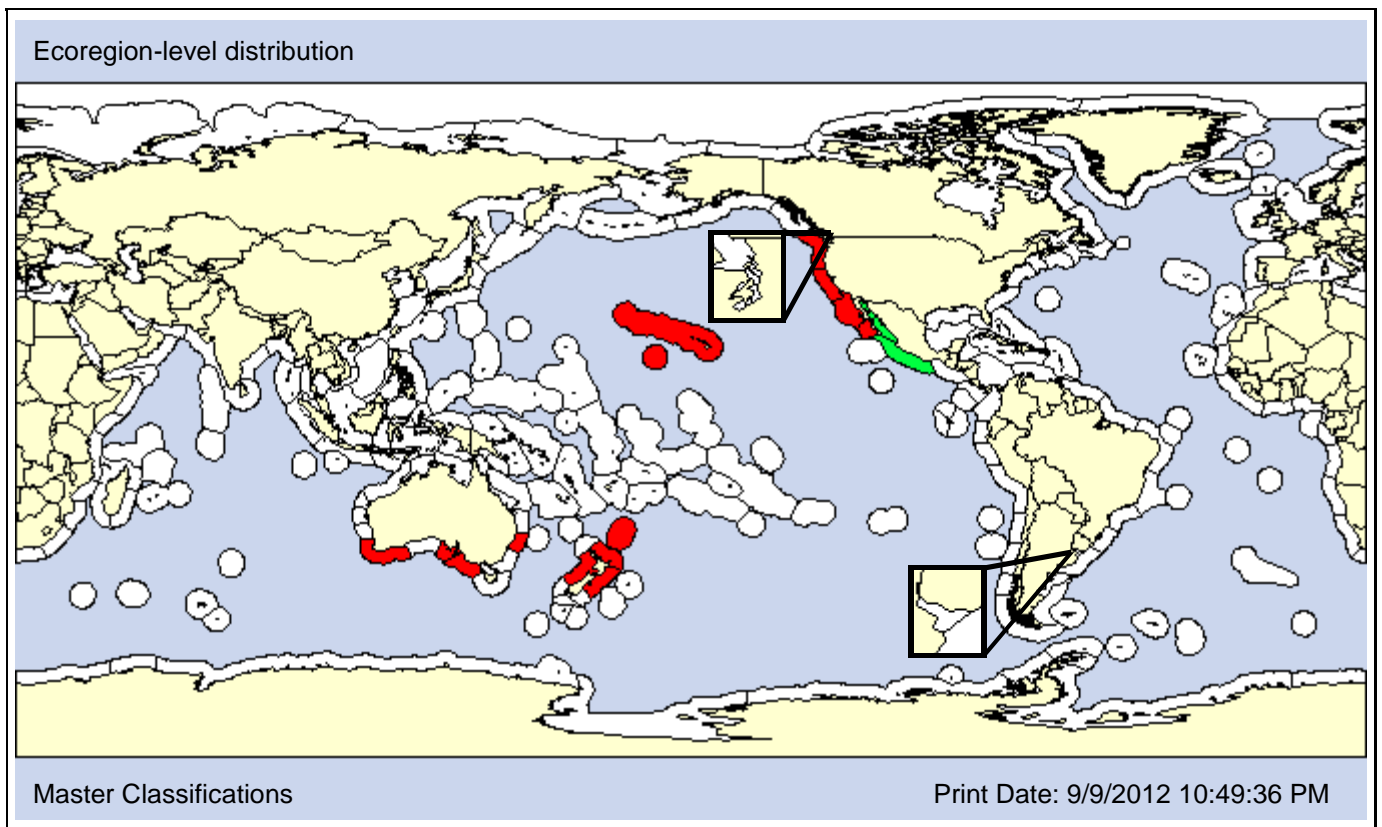 Ecoregion-level distribution
Master Classifications
Print Date: 9/9/2012 10:49:36 PM